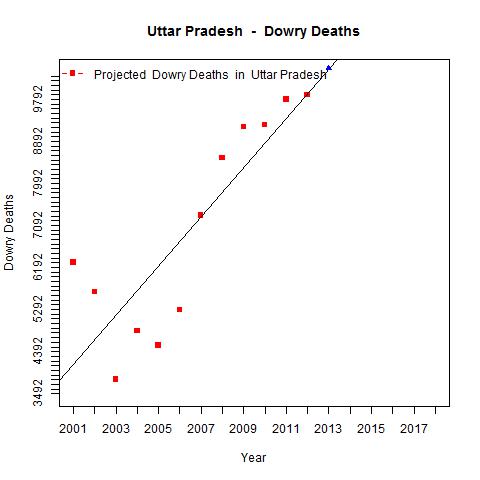 Uttar Pradesh - Dowry Deaths
Projected Dowry Deaths in Uttar Pradesh
Dowry Deaths
9792
8892
7992
7092
6192
5292
4392
3492
2001 2003 2005 2007 2009 2011 2013 2015 2017
Year